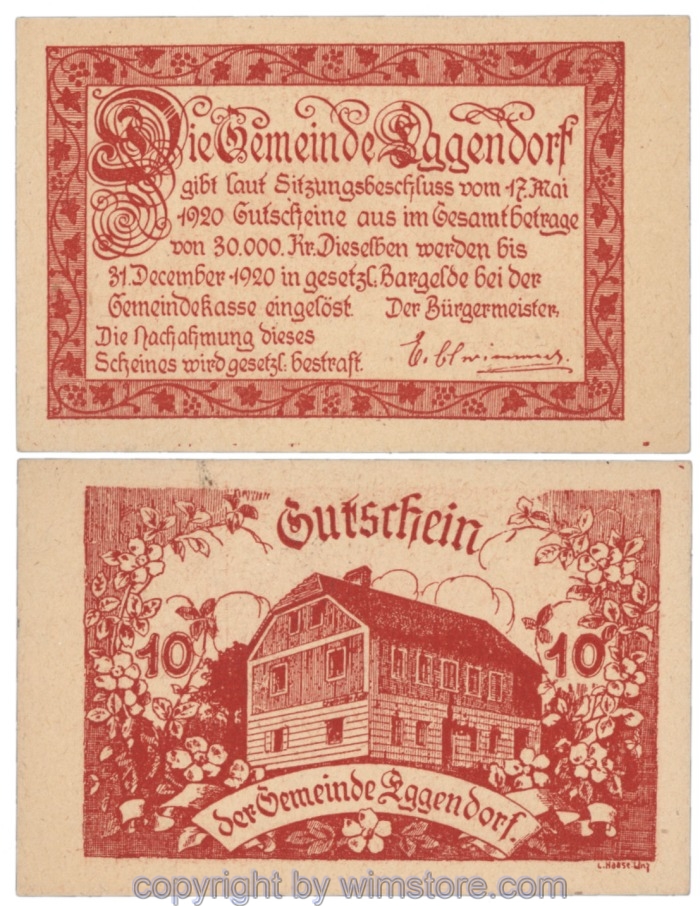 Die Gemeinde Eggendorf
gibt laut Sitzungsbeschluss vom 17. Mai
1920 Gutscheine aus im Gesamtbetrage
von 30.000. Kr. Dieselben werden bis
31. December 1920 in gesetzl: Bargelde bei der
Gemeindekasse eingelöst. Der Bürgermeister:
Die Nachahmung dieses
Scheines wird gesetzl: bestraft.
Gutschein
10 10
der Gemeinde Eggendorf.
L. Haase Linz
copyright by wimstore.com